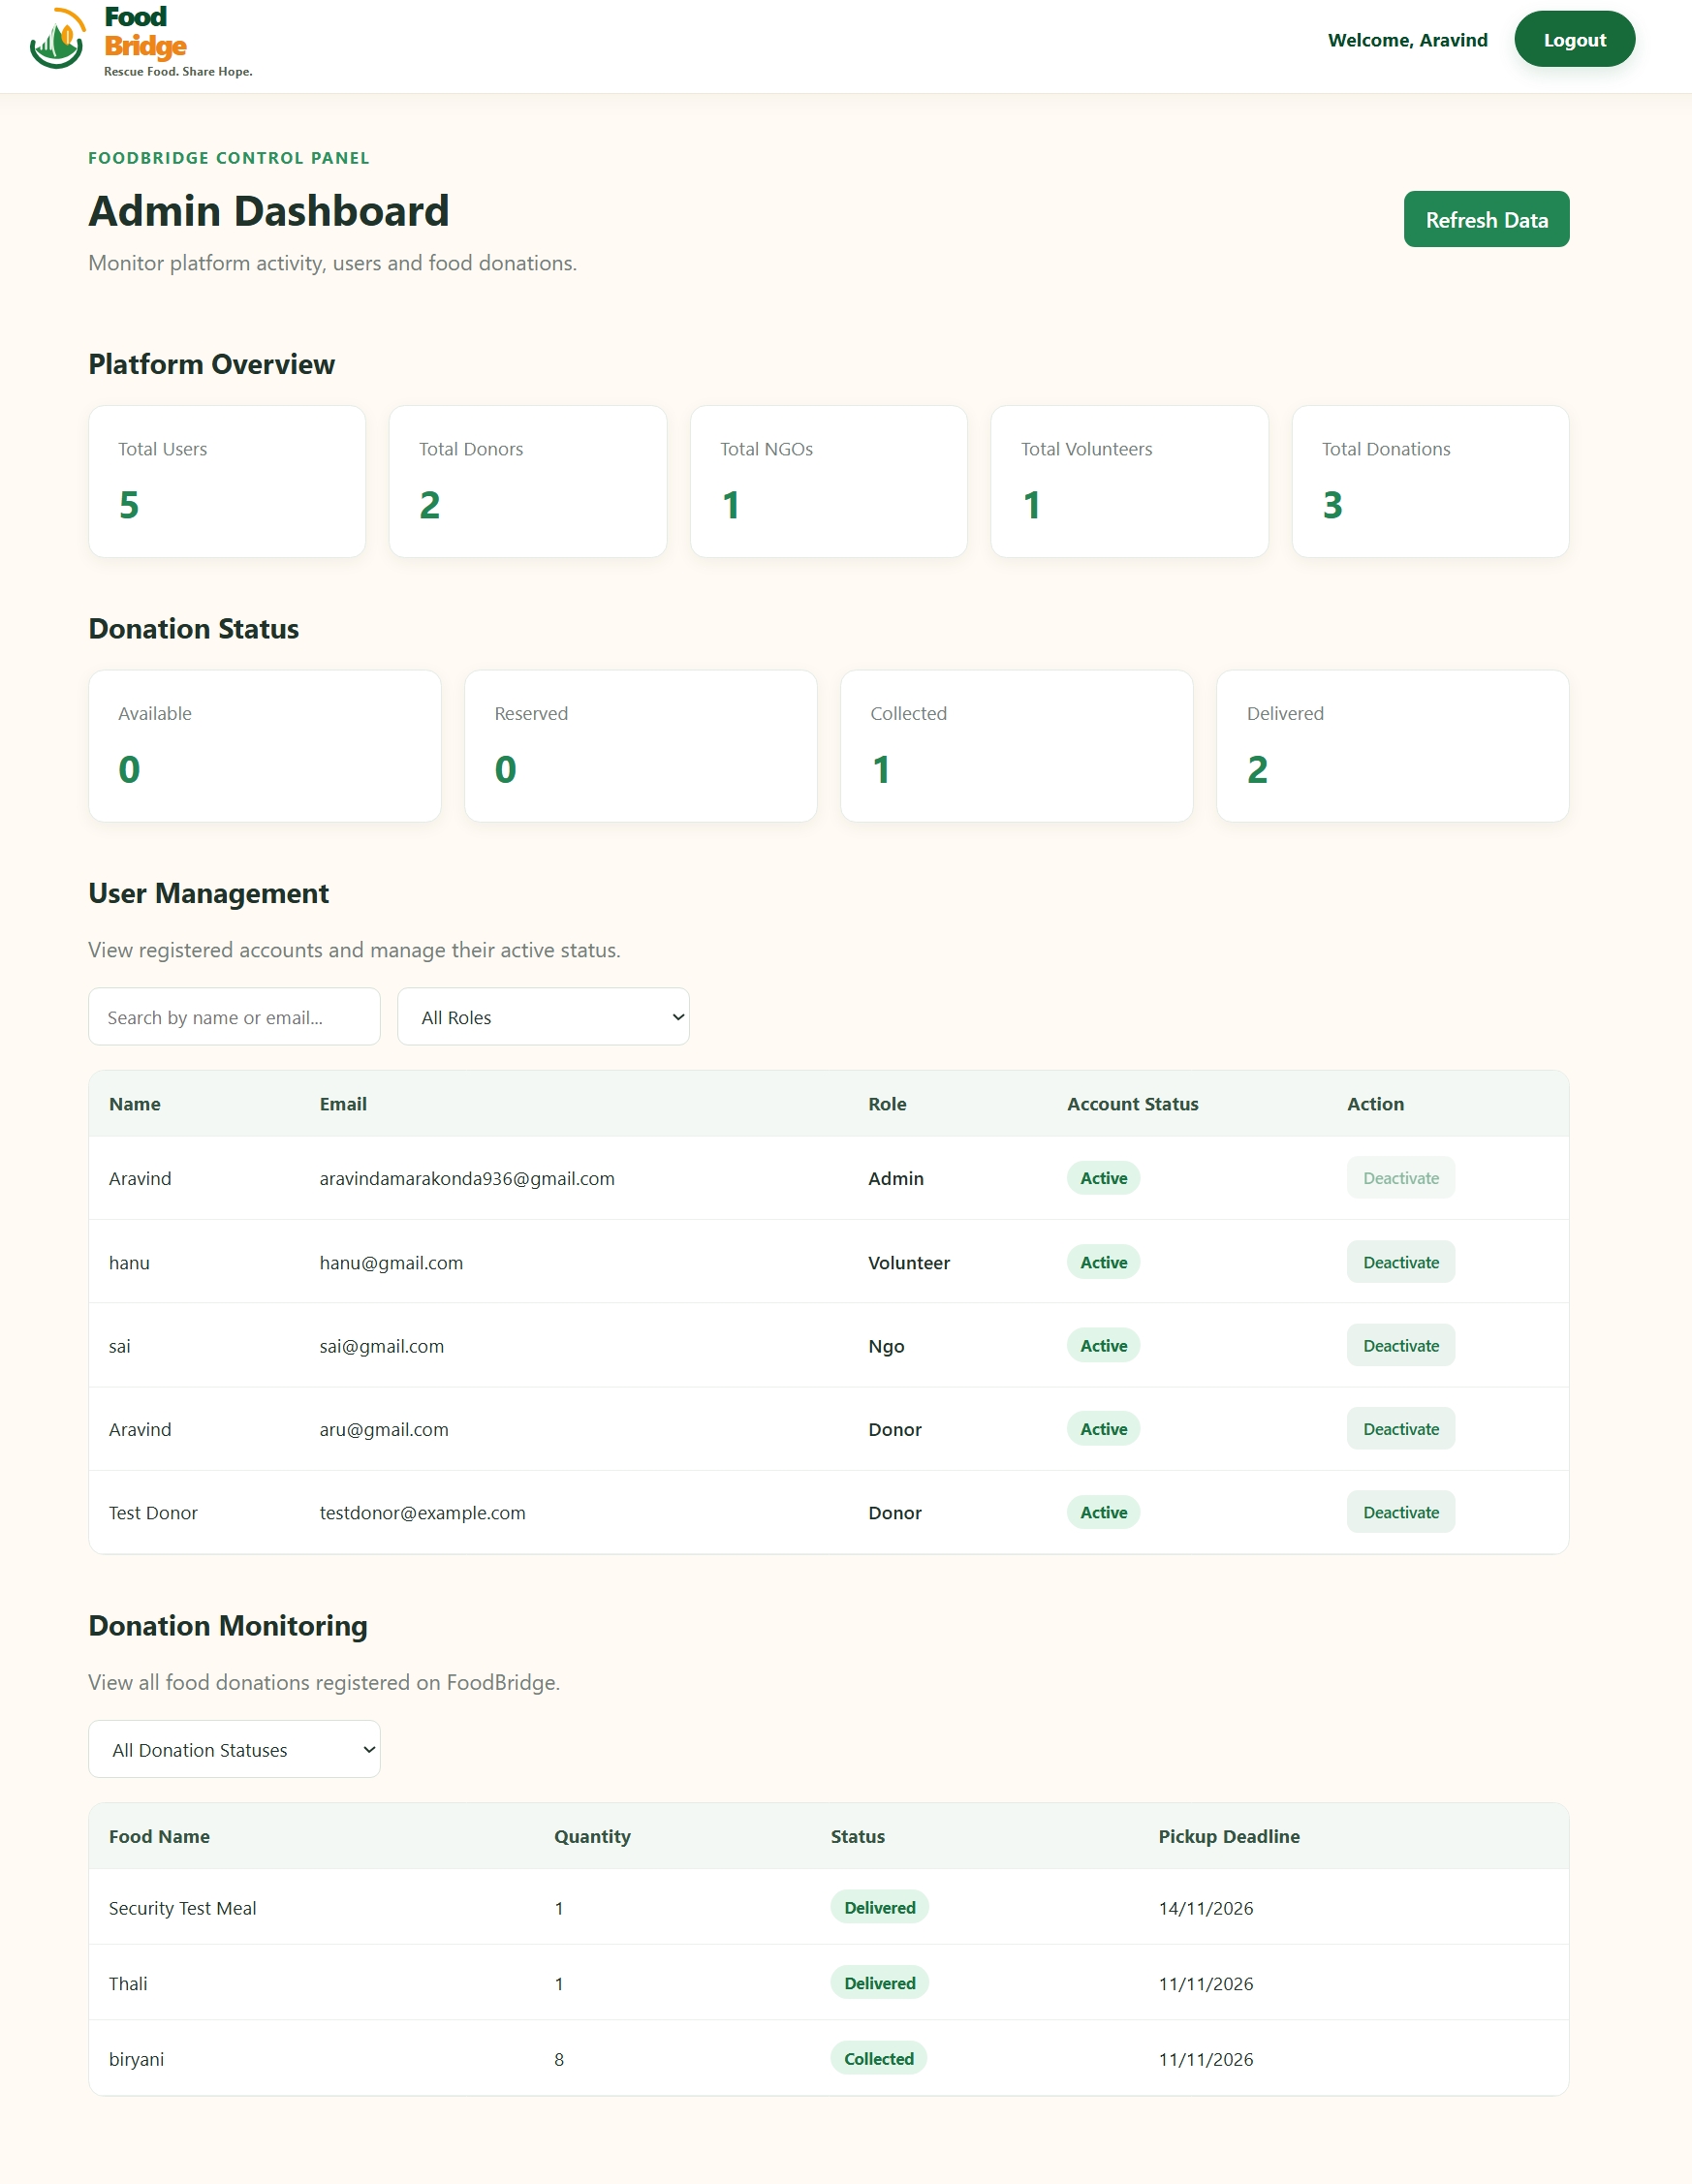 Food
Bridge
Rescue Food. Share Hope.
Welcome, Aravind
Logout
FOODBRIDGE CONTROL PANEL
Admin Dashboard
Refresh Data
Monitor platform activity, users and food donations.
Platform Overview
Total Users
5
Total Donors
2
Total NGOs
1
Total Volunteers
1
Total Donations
3
Donation Status
Available
0
Reserved
0
Collected
1
Delivered
2
User Management
View registered accounts and manage their active status.
Search by name or email...
All Roles
Name Email Role Account Status Action
Aravind aravindamarakonda936@gmail.com Admin Active Deactivate
hanu hanu@gmail.com Volunteer Active Deactivate
sai sai@gmail.com Ngo Active Deactivate
Aravind aru@gmail.com Donor Active Deactivate
Test Donor testdonor@example.com Donor Active Deactivate
Donation Monitoring
View all food donations registered on FoodBridge.
All Donation Statuses
Food Name Quantity Status Pickup Deadline
Security Test Meal 1 Delivered 14/11/2026
Thali 1 Delivered 11/11/2026
biryani 8 Collected 11/11/2026